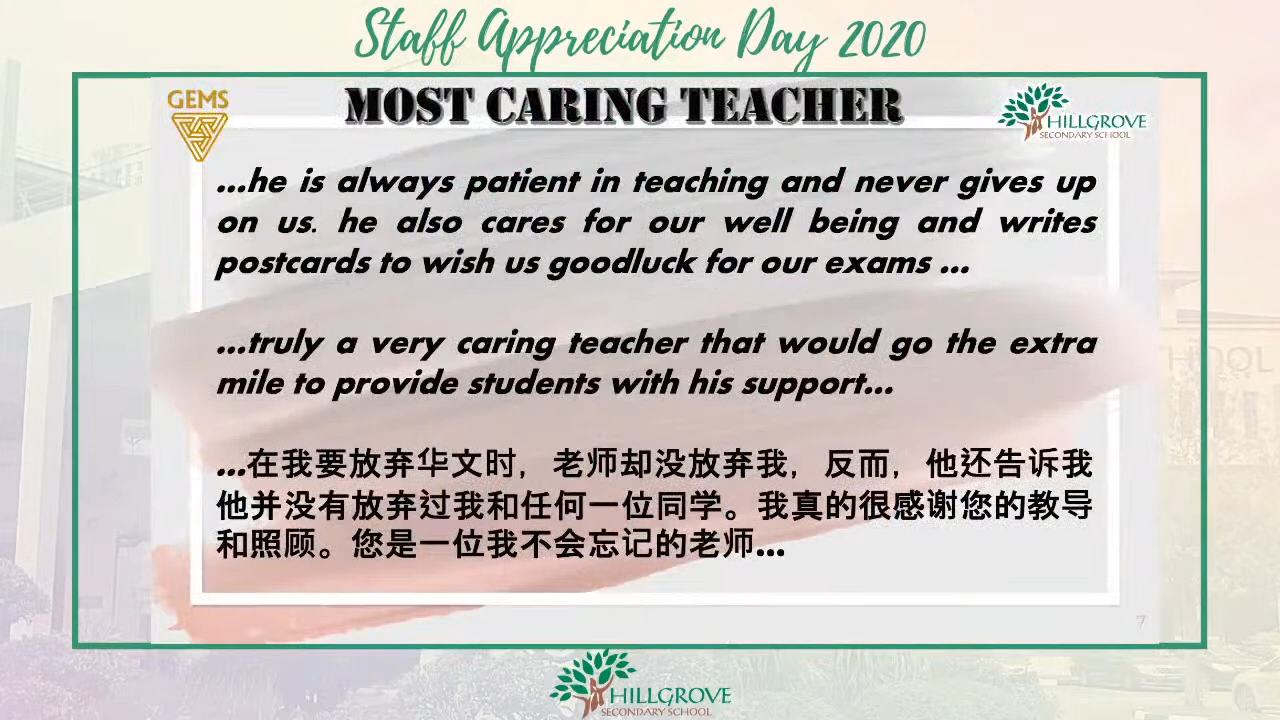 Staff Appreciation Day 2020
GEMS
MOST CARING TEACHER
HILLGROVE
SECONDARY SCHOOL
...he is always patient in teaching and never gives up
on us. he also cares for our well being and writes
postcards to wish us goodluck for our exams ...
...truly a very caring teacher that would go the extra
mile to provide students with his support...
...在我要放弃华文时，老师却没放弃我，反而，他还告诉我
他并没有放弃过我和任何一位同学。我真的很感谢您的教导
和照顾。您是一位我不会忘记的老师...
7
HILLGROVE
SECONDARY SCHOOL